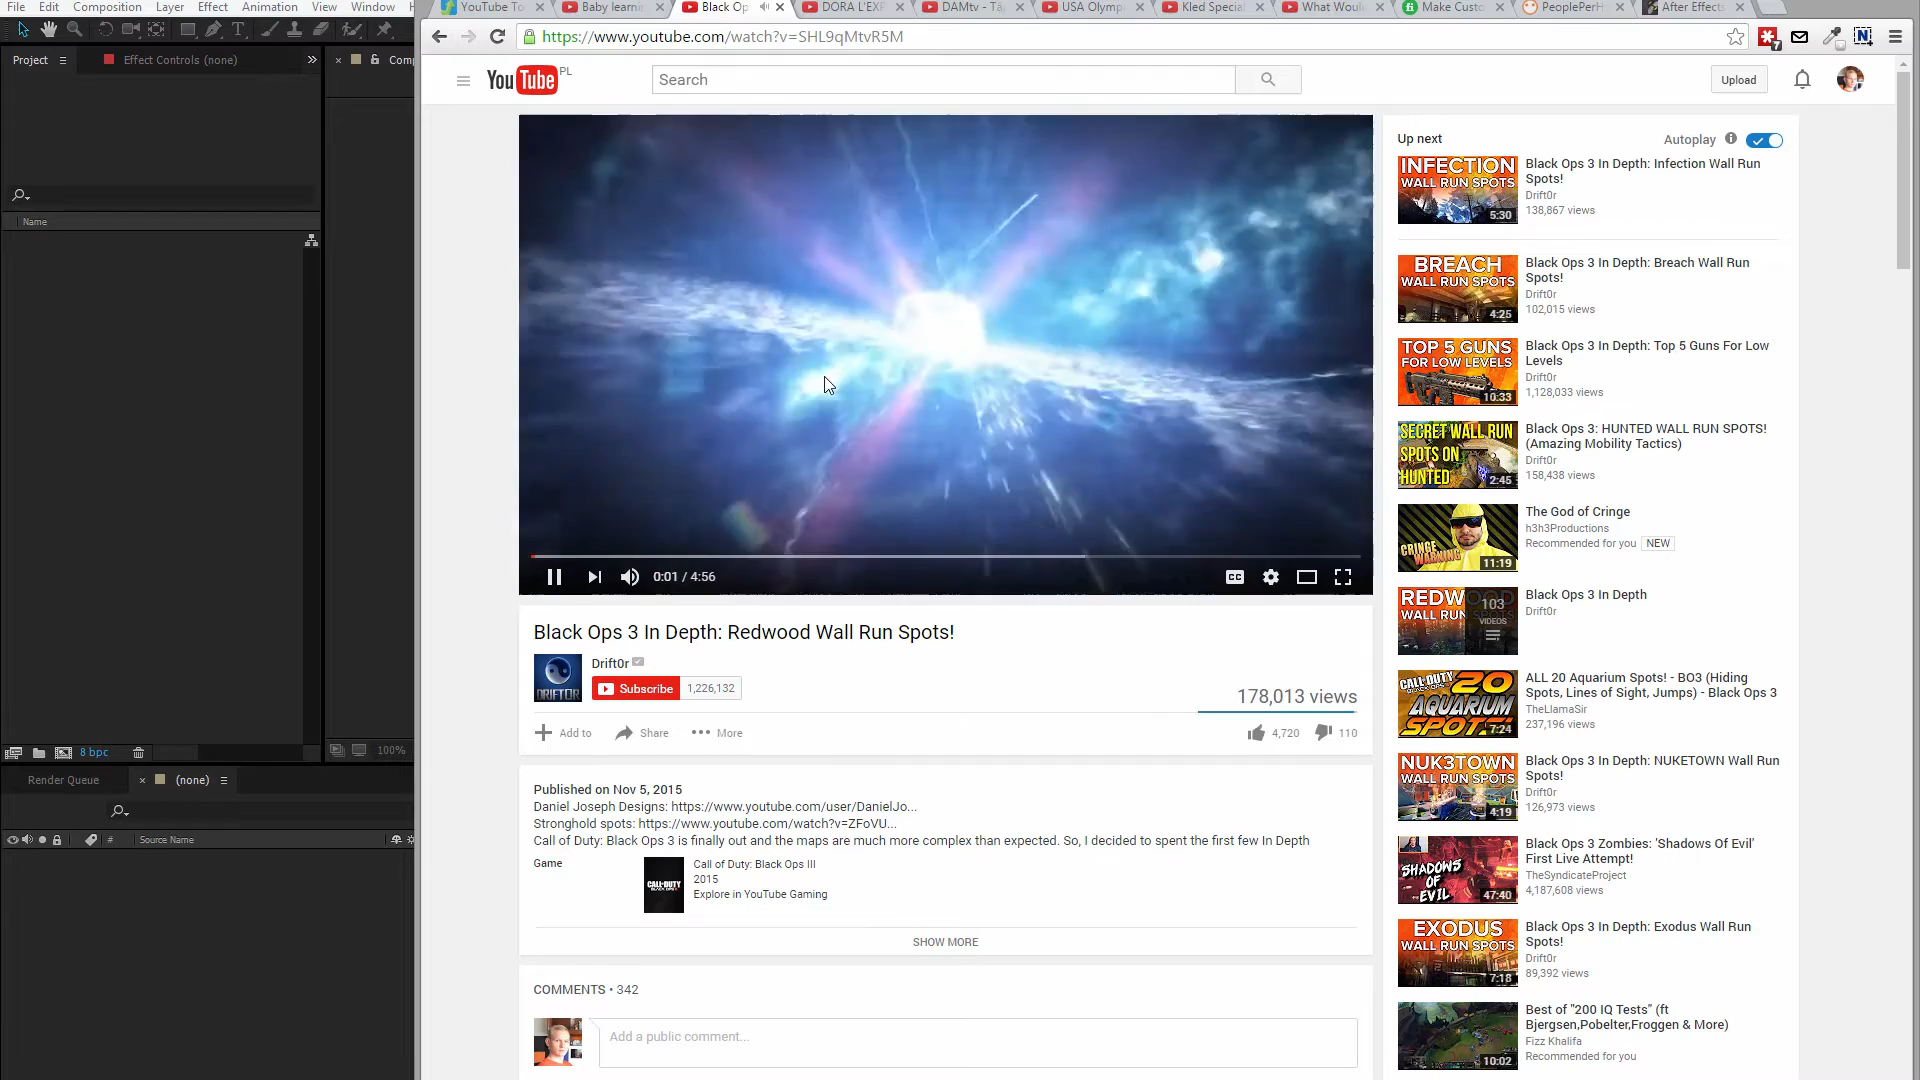 File Edit Composition Layer Effect Animation View Window H
YouTube To
Baby learnin
Black Op
DORA L'EXP
DAMtv - Tą
USA Olymp
Kled Special
What Would
Make Custo
PeoplePerH
After Effects
https://www.youtube.com/watch?v=SHL9qMtvR5M
Project
Effect Controls (none)
Comp
YouTube PL
Search
Upload
Name
8 bpc
100%
Render Queue
(none)
#
Source Name
0:01 / 4:56
CC
Black Ops 3 In Depth: Redwood Wall Run Spots!
Drift0r
DRIFTOR
Subscribe
1,226,132
178,013 views
Add to
Share
More
4,720
110
Published on Nov 5, 2015
Daniel Joseph Designs: https://www.youtube.com/user/DanielJo...
Stronghold spots: https://www.youtube.com/watch?v=ZFoVU...
Call of Duty: Black Ops 3 is finally out and the maps are much more complex than expected. So, I decided to spent the first few In Depth
Game
CALL·DUTY
Call of Duty: Black Ops III
2015
Explore in YouTube Gaming
SHOW MORE
COMMENTS • 342
Add a public comment...
Up next
Autoplay
INFECTION
WALL RUN SPOTS
5:30
Black Ops 3 In Depth: Infection Wall Run
Spots!
Drift0r
138,867 views
BREACH
WALL RUN SPOTS
4:25
Black Ops 3 In Depth: Breach Wall Run
Spots!
Drift0r
102,015 views
TOP 5 GUNS
FOR LOW LEVELS
10:33
Black Ops 3 In Depth: Top 5 Guns For Low
Levels
Drift0r
1,128,033 views
SECRET WALL RUN
SPOTS ON
HUNTED
2:45
Black Ops 3: HUNTED WALL RUN SPOTS!
(Amazing Mobility Tactics)
Drift0r
158,438 views
CRINGE
WARNING
11:19
The God of Cringe
h3h3Productions
Recommended for you NEW
REDWOOD
WALL RUN SPOTS
103
VIDEOS
Black Ops 3 In Depth
Drift0r
CALL·DUTY
20
AQUARIUM
SPOTS!
7:24
ALL 20 Aquarium Spots! - BO3 (Hiding
Spots, Lines of Sight, Jumps) - Black Ops 3
TheLlamaSir
237,196 views
NUK3TOWN
WALL RUN SPOTS
4:19
Black Ops 3 In Depth: NUKETOWN Wall Run
Spots!
Drift0r
126,973 views
SHADOWS
OF
EVIL
47:40
Black Ops 3 Zombies: 'Shadows Of Evil'
First Live Attempt!
TheSyndicateProject
4,187,608 views
EXODUS
WALL RUN SPOTS
7:18
Black Ops 3 In Depth: Exodus Wall Run
Spots!
Drift0r
89,392 views
10:02
Best of "200 IQ Tests" (ft
Bjergsen,Pobelter,Froggen & More)
Fizz Khalifa
Recommended for you